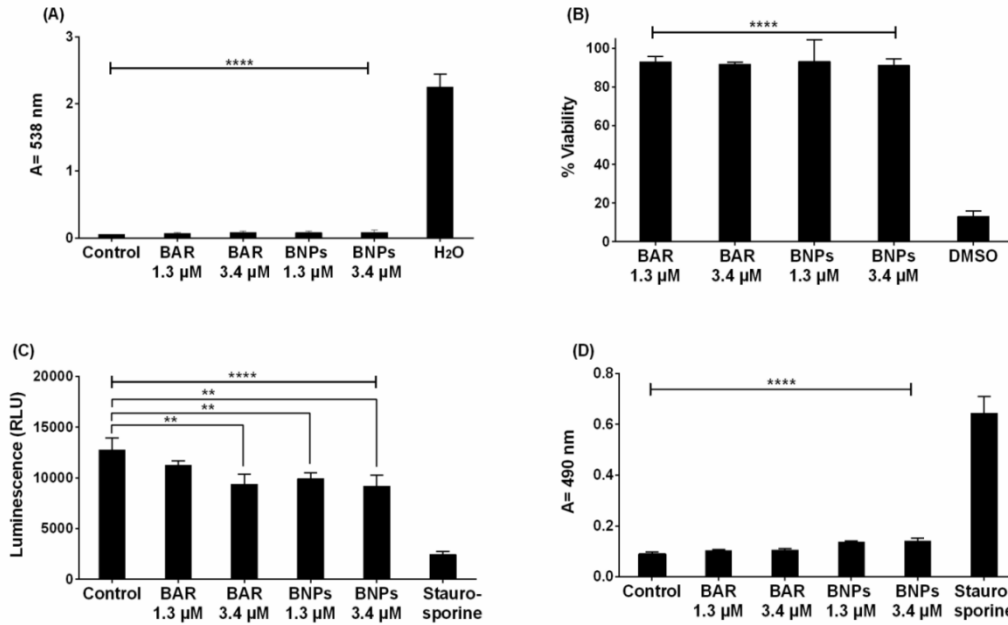 (A)
3
2
1
0
A= 538 nm
****
Control
BAR
1.3 µM
BAR
3.4 µM
BNPs
1.3 µM
BNPs
3.4 µM
H2O
(B)
100
80
60
40
20
0
% Viability
****
BAR
1.3 µM
BAR
3.4 µM
BNPs
1.3 µM
BNPs
3.4 µM
DMSO
(C)
20000
15000
10000
5000
0
Luminescence (RLU)
****
**
**
**
Control
BAR
1.3 µM
BAR
3.4 µM
BNPs
1.3 µM
BNPs
3.4 µM
Stauro-
sporine
(D)
0.8
0.6
0.4
0.2
0.0
A= 490 nm
****
Control
BAR
1.3 µM
BAR
3.4 µM
BNPs
1.3 µM
BNPs
3.4 µM
Stauro
sporine